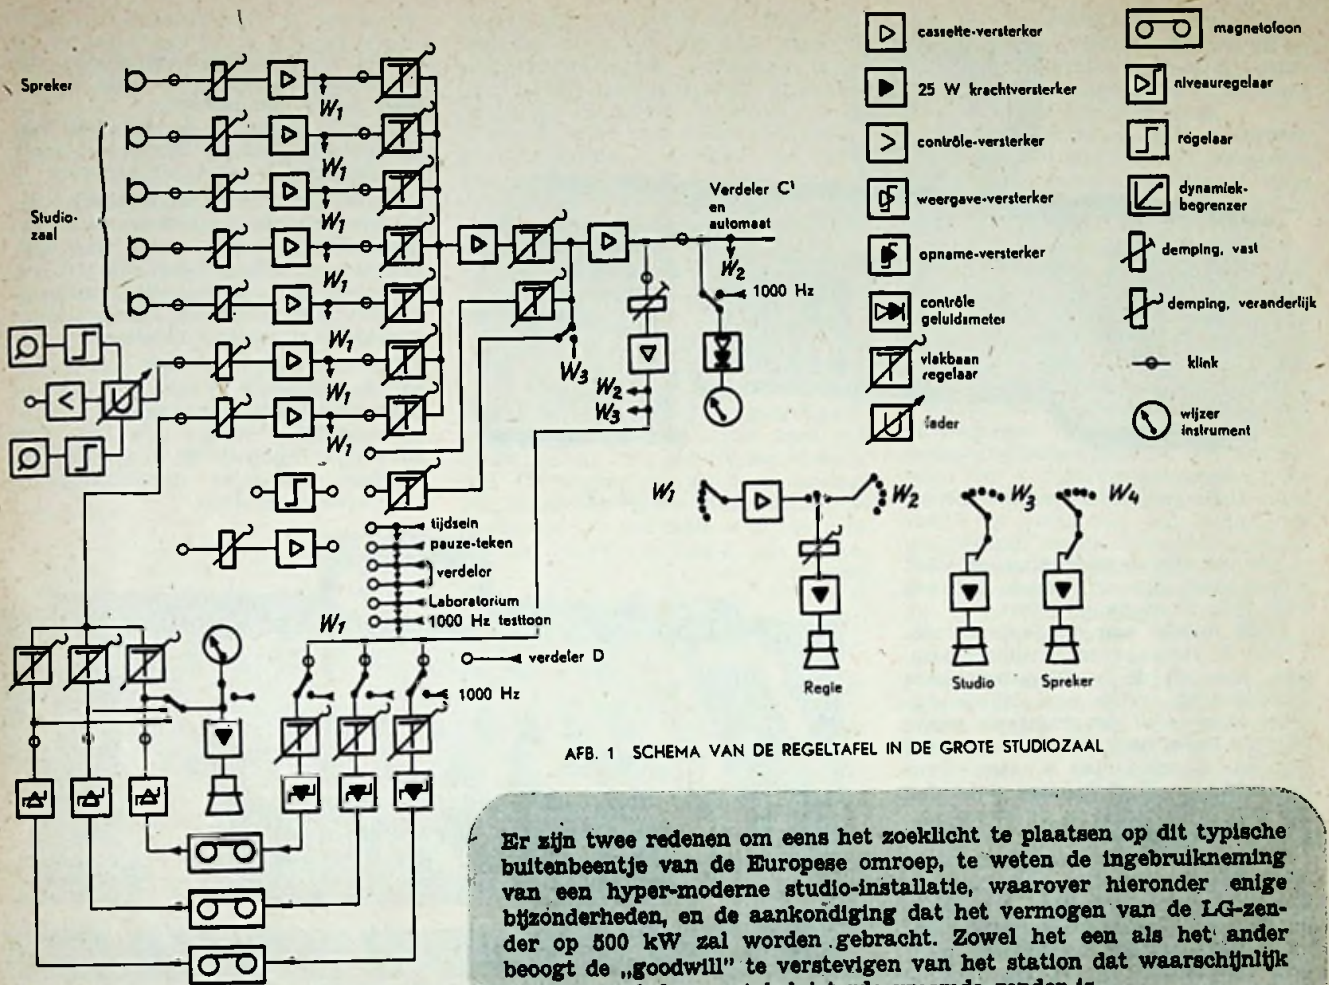 Spreker
W1
W1
W1
Studio-
zaal
W1
W1
W1
W1
Verdeler C¹
en
automaat
W2
1000 Hz
W3
W2
W3
tijdsein
pauze-teken
verdelor
Laboratorium
1000 Hz testtoon
W1
verdeler D
1000 Hz
cassette-versterker
25 W krachtversterker
contrôle-versterker
weergave-versterker
opname-versterker
contrôle
geluidsmeter
vlakbaan
regelaar
fader
magnetofoon
niveauregelaar
regelaar
dynamiek-
begrenzer
demping, vast
demping, veranderlijk
klink
wijzer
instrument
W1
W2
W3
W4
Regie
Studio
Spreker
AFB. 1 SCHEMA VAN DE REGELTAFEL IN DE GROTE STUDIOZAAL
Er zijn twee redenen om eens het zoeklicht te plaatsen op dit typische
buitenbeentje van de Europese omroep, te weten de ingebruikneming
van een hyper-moderne studio-installatie, waarover hieronder enige
bijzonderheden, en de aankondiging dat het vermogen van de LG-zen-
der op 500 kW zal worden gebracht. Zowel het een als het ander
beoogt de „goodwill" te verstevigen van het station dat waarschijnlijk